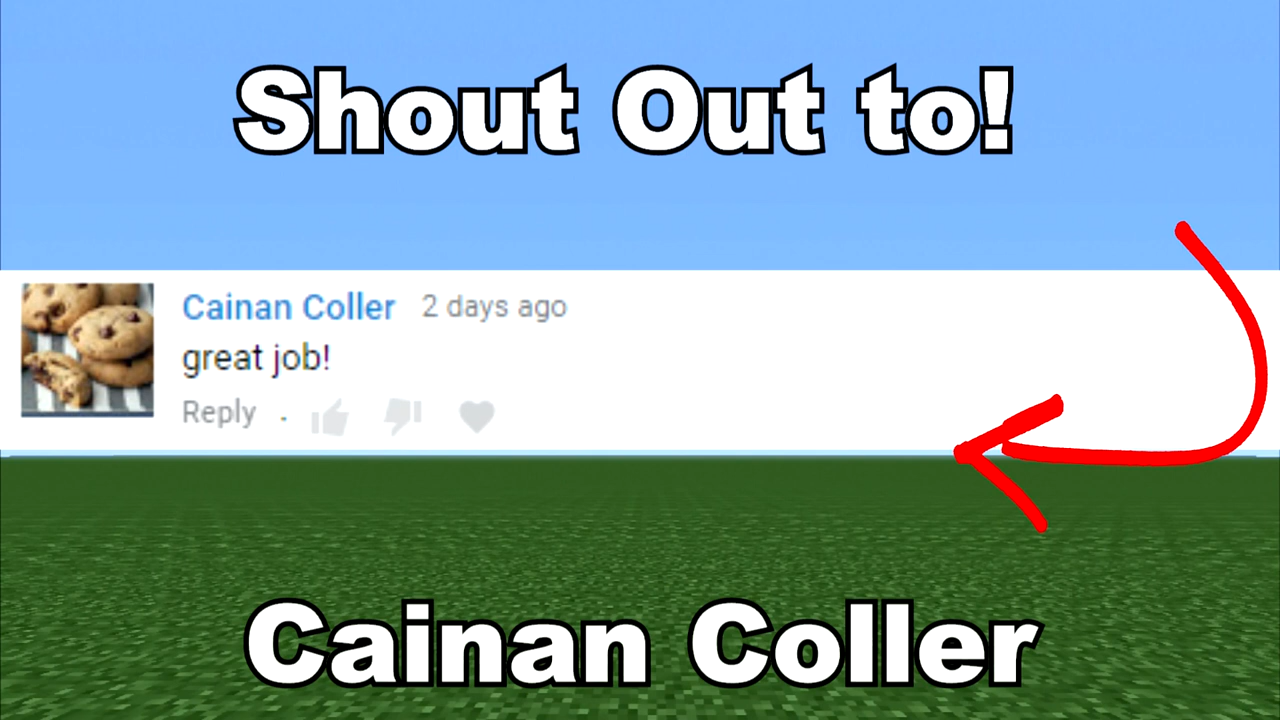 Shout Out to!
Cainan Coller 2 days ago
great job!
Reply
Cainan Coller